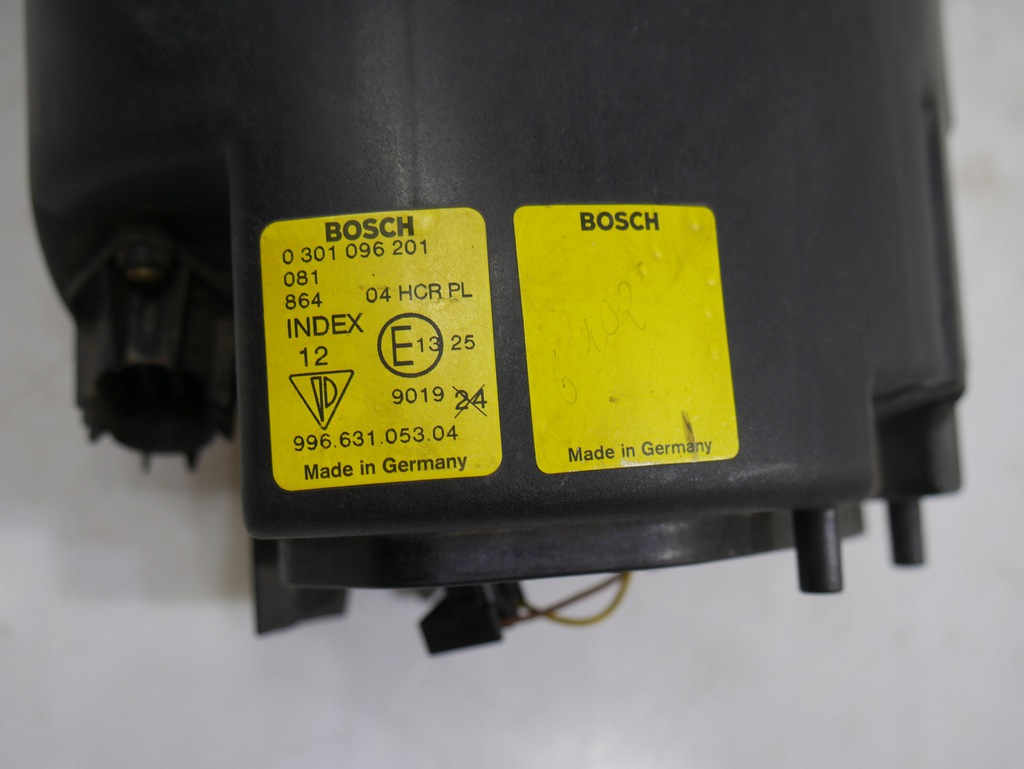 BOSCH
0 301 096 201
081
864 04 HCR PL
INDEX
12 E 13 25
9019 24
996.631.053.04
Made in Germany
BOSCH
102
Made in Germany